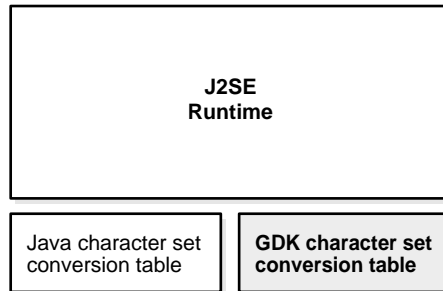 J2SE
Runtime
Java character set
conversion table
GDK character set
conversion table